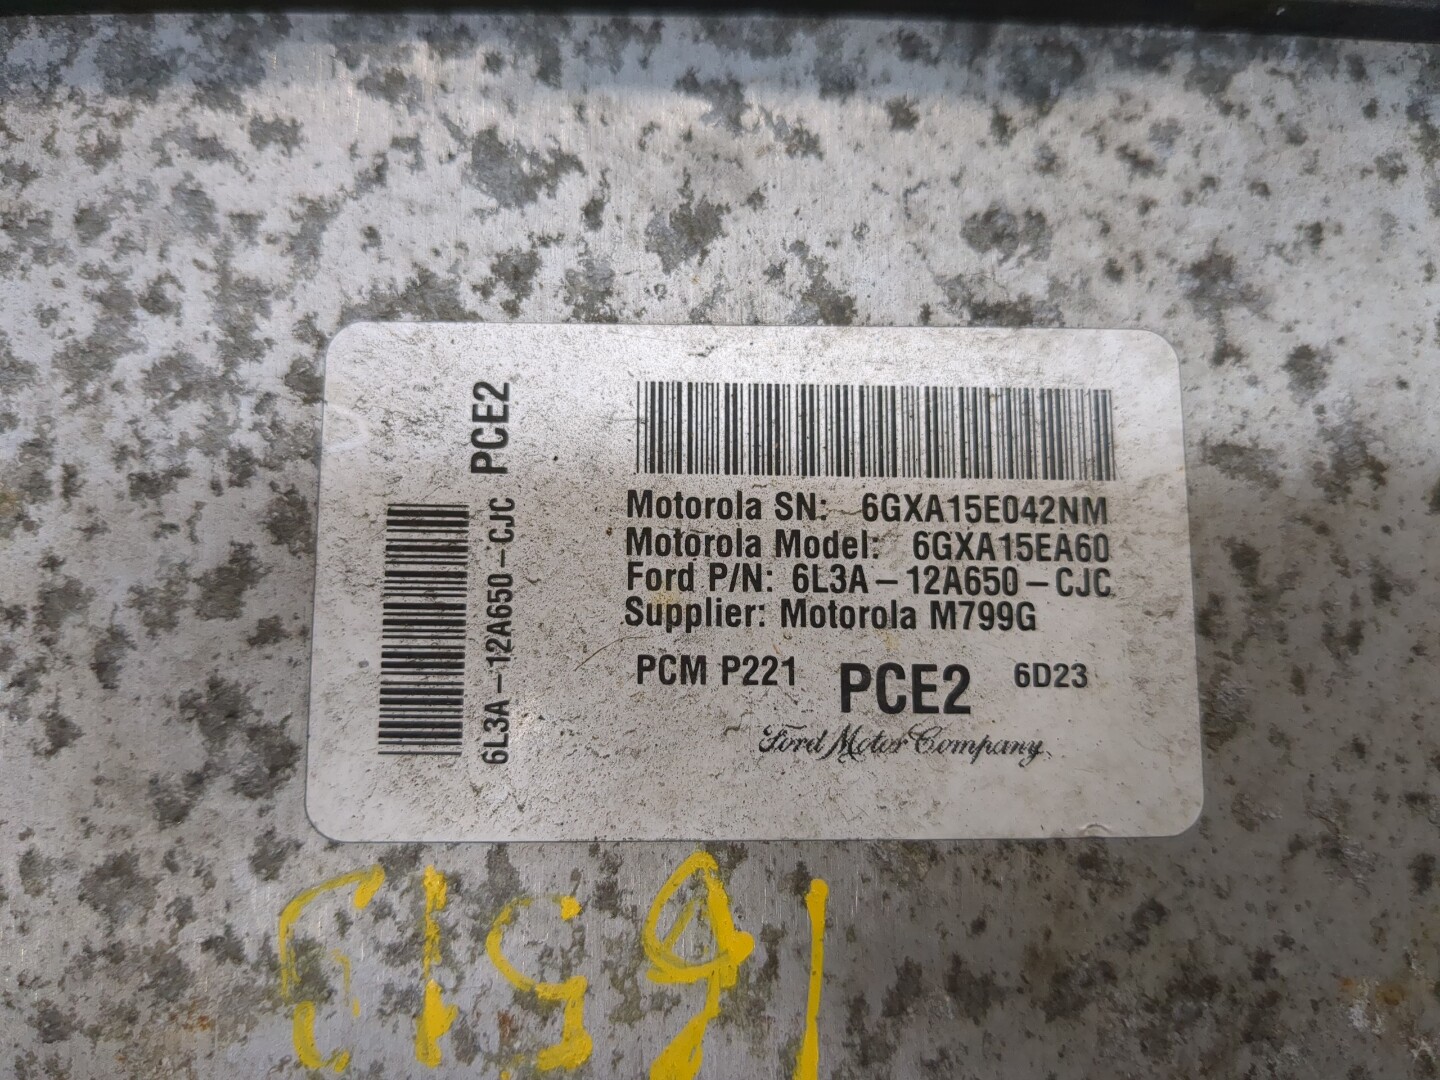 PCE2
6L3A-12A650-CJC
Motorola SN: 6GXA15E042NM
Motorola Model: 6GXA15EA60
Ford P/N: 6L3A-12A650-CJC
Supplier: Motorola M799G
PCM P221 PCE2 6D23
Ford Motor Company